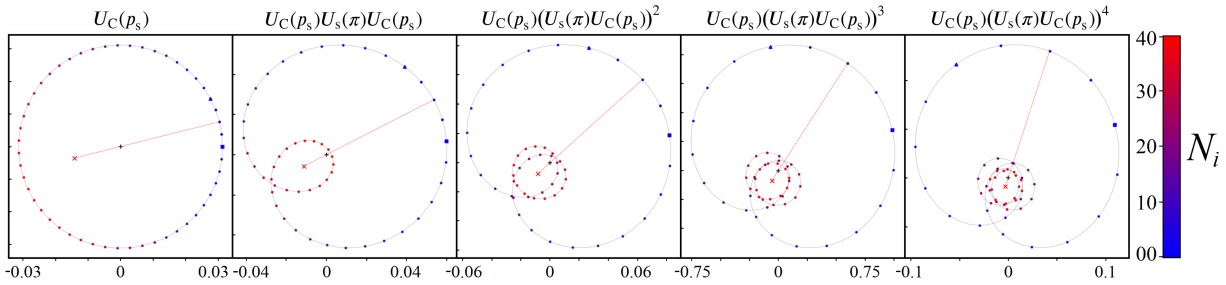 U_C(p_s)
U_C(p_s)U_s(π)U_C(p_s)
U_C(p_s)(U_s(π)U_C(p_s))²
U_C(p_s)(U_s(π)U_C(p_s))³
U_C(p_s)(U_s(π)U_C(p_s))⁴
-0.03 0 0.03
-0.04 0 0.04
-0.06 0 0.06
-0.75 0 0.75
-0.1 0 0.1
40
30
20
10
00
N_i